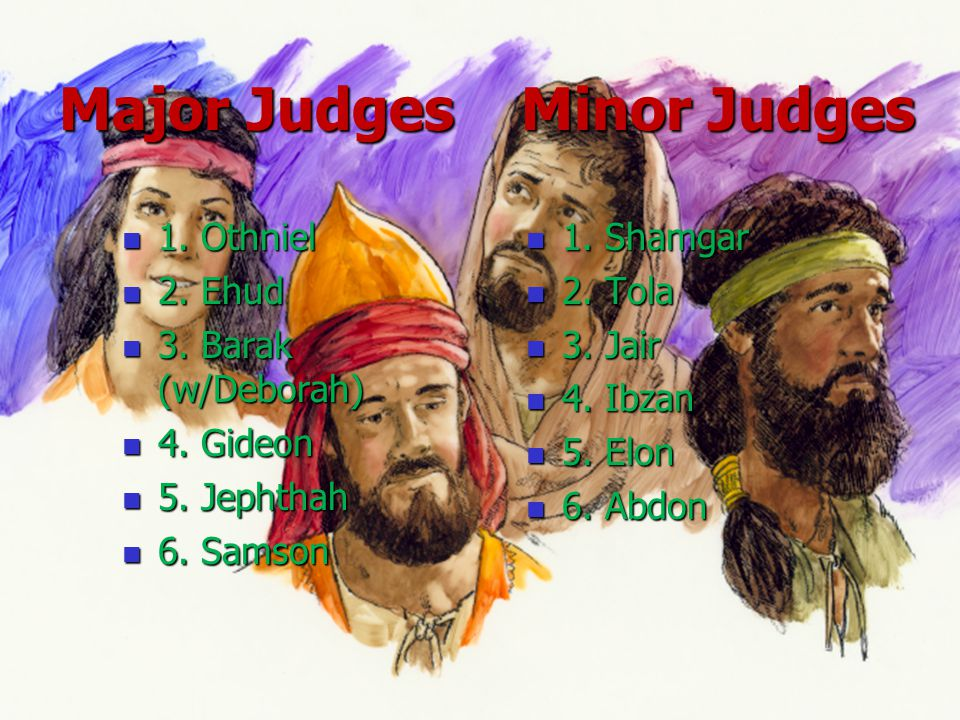 Major Judges
1. Othniel
2. Ehud
3. Barak
(w/Deborah)
4. Gideon
5. Jephthah
6. Samson
Minor Judges
1. Shamgar
2. Tola
3. Jair
4. Ibzan
5. Elon
6. Abdon